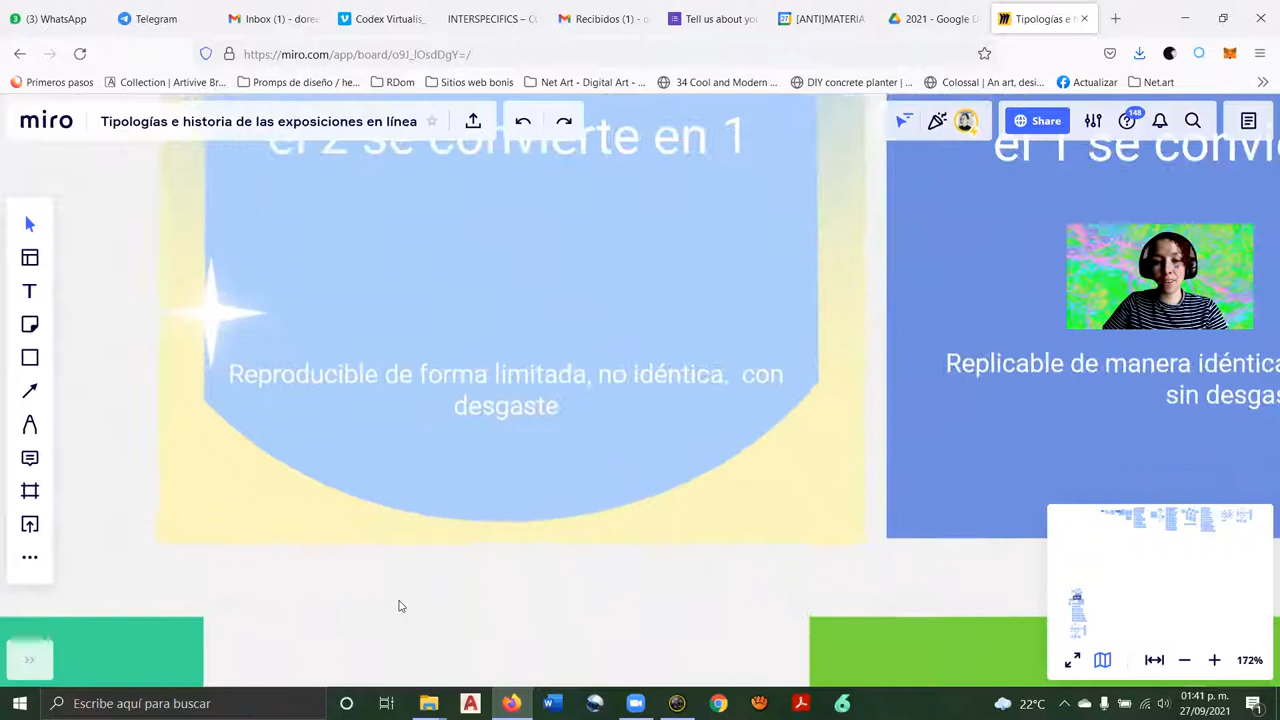 (3) WhatsApp
Telegram
Inbox (1) - doree
Codex Virtualis_
INTERSPECIFICS – C
Recibidos (1) - d
Tell us about you
[ANTI]MATERIA
2021 - Google D
Tipologías e h
https://miro.com/app/board/o9J_lOsdDgY=/
Primeros pasos
Collection | Artivive Bri...
Promps de diseño / he...
RDom
Sitios web bonis
Net Art - Digital Art -...
34 Cool and Modern ...
DIY concrete planter |...
Colossal | An art, desi...
Actualizar
Net.art
miro
Tipologías e historia de las exposiciones en línea
Share
148
el 2 se convierte en 1
el 1 se convi
Reproducible de forma limitada, no idéntica, con
desgaste
Replicable de manera idéntica
sin desgas
172%
Escribe aquí para buscar
22°C
01:41 p. m.
27/09/2021